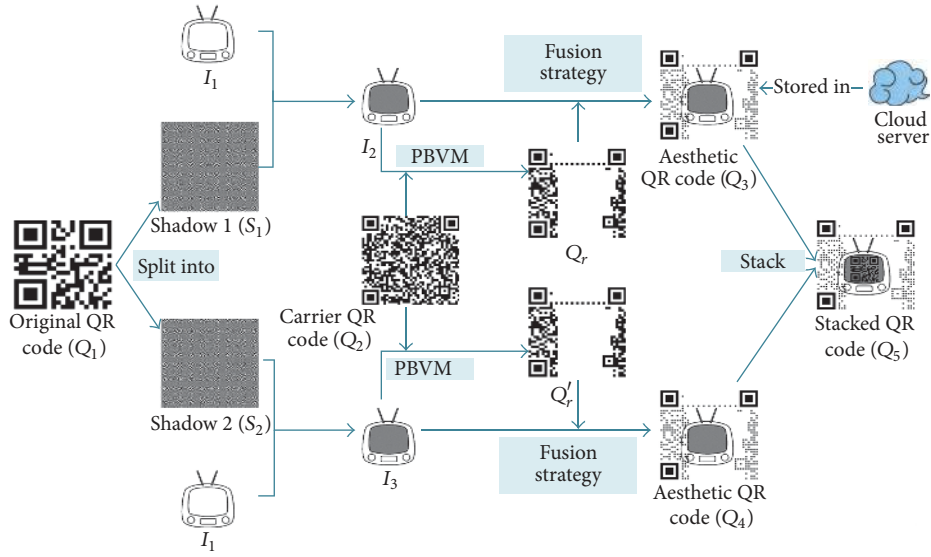 I1
Fusion
strategy
Stored in
Cloud
server
I2
PBVM
Aesthetic
QR code (Q3)
Shadow 1 (S1)
Split into
Qr
Stack
Original QR
code (Q1)
Carrier QR
code (Q2)
Stacked QR
code (Q5)
PBVM
Shadow 2 (S2)
Q′r
I3
Fusion
strategy
Aesthetic QR
code (Q4)
I1